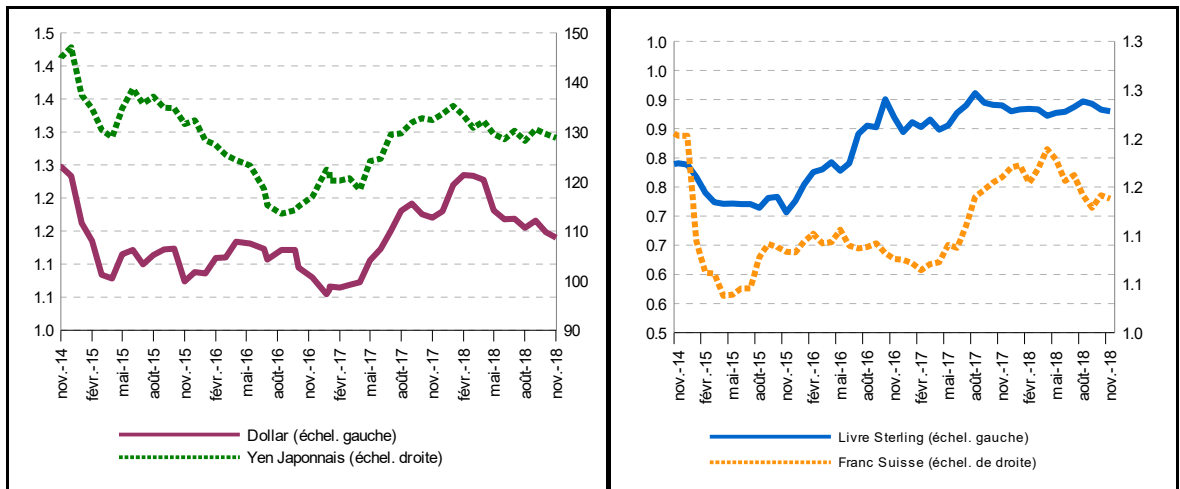 1.5
1.4
1.4
1.3
1.3
1.2
1.2
1.1
1.1
1.0
150
140
130
120
110
100
90
nov.-14
févr.-15
mai-15
août-15
nov.-15
févr.-16
mai-16
août-16
nov.-16
févr.-17
mai-17
août-17
nov.-17
févr.-18
mai-18
août-18
nov.-18
Dollar (échel. gauche)
Yen Japonnais (échel. droite)
1.0
1.0
0.9
0.9
0.8
0.8
0.7
0.7
0.6
0.6
0.5
1.3
1.3
1.2
1.2
1.1
1.1
1.0
nov.-14
févr.-15
mai-15
août-15
nov.-15
févr.-16
mai-16
août-16
nov.-16
févr.-17
mai-17
août-17
nov.-17
févr.-18
mai-18
août-18
nov.-18
Livre Sterling (échel. gauche)
Franc Suisse (échel. de droite)